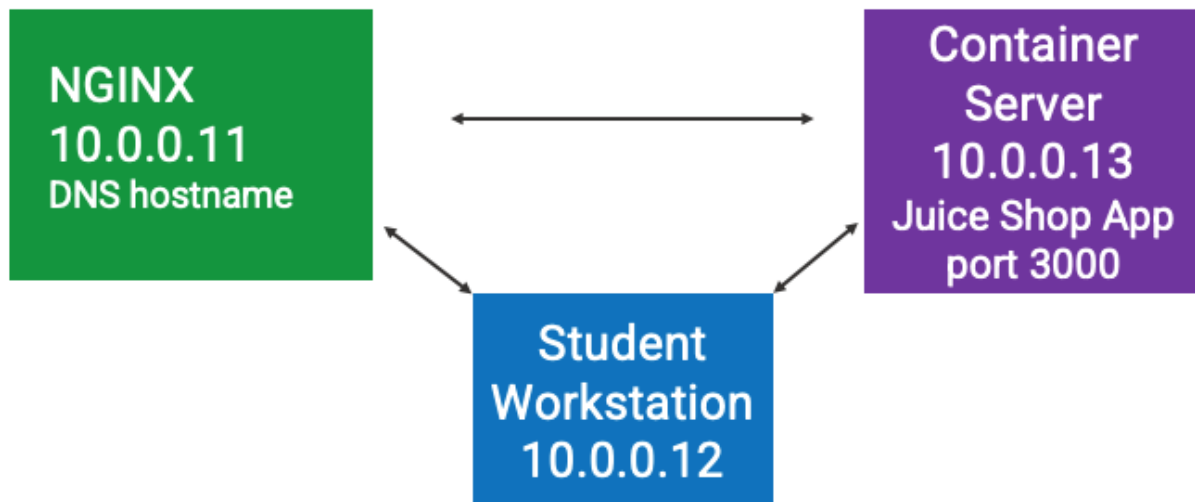 NGINX
10.0.0.11
DNS hostname
Container
Server
10.0.0.13
Juice Shop App
port 3000
Student
Workstation
10.0.0.12